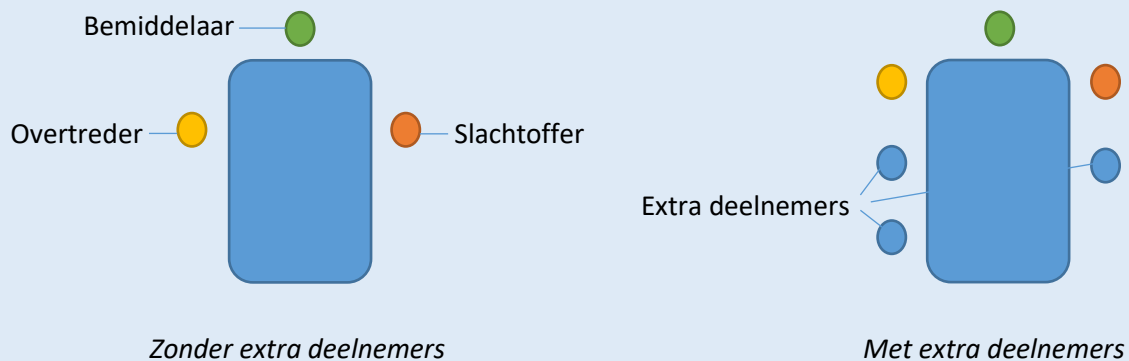 Bemiddelaar
Overtreder
Slachtoffer
Zonder extra deelnemers
Extra deelnemers
Met extra deelnemers